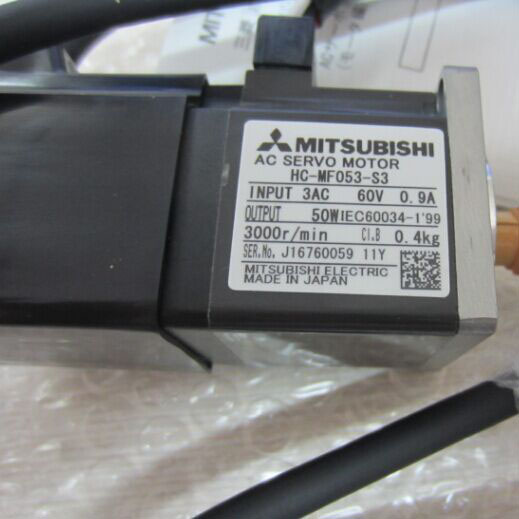 MITSUBISHI
AC SERVO MOTOR
HC-MF053-S3
INPUT 3AC 60V 0.9A
OUTPUT 50W IEC60034-1'99
3000r/min Cl.B 0.4kg
SER.No. J16760059 11Y
MITSUBISHI ELECTRIC
MADE IN JAPAN